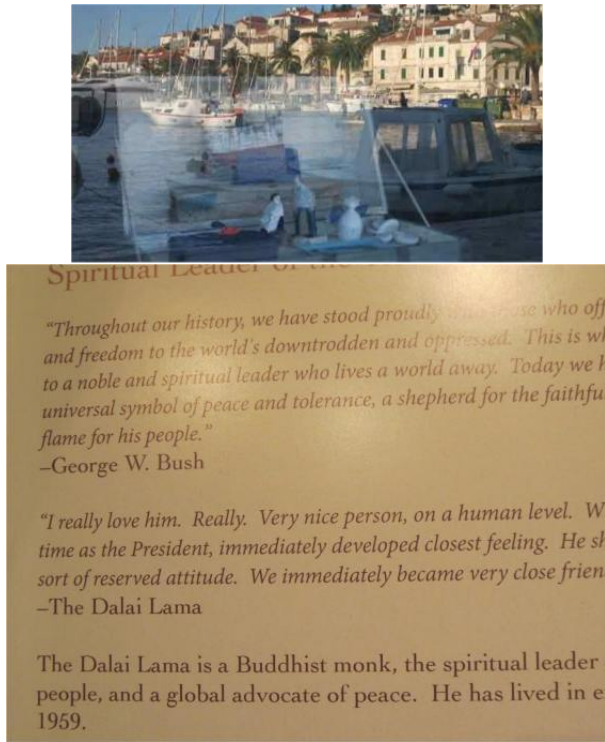 Spiritual Leader of the
"Throughout our history, we have stood proudly who off
and freedom to the world's downtrodden and oppressed. This is wh
to a noble and spiritual leader who lives a world away. Today we h
universal symbol of peace and tolerance, a shepherd for the faithfu
flame for his people."
–George W. Bush
"I really love him. Really. Very nice person, on a human level. W
time as the President, immediately developed closest feeling. He sh
sort of reserved attitude. We immediately became very close frien
–The Dalai Lama
The Dalai Lama is a Buddhist monk, the spiritual leader
people, and a global advocate of peace. He has lived in e
1959.